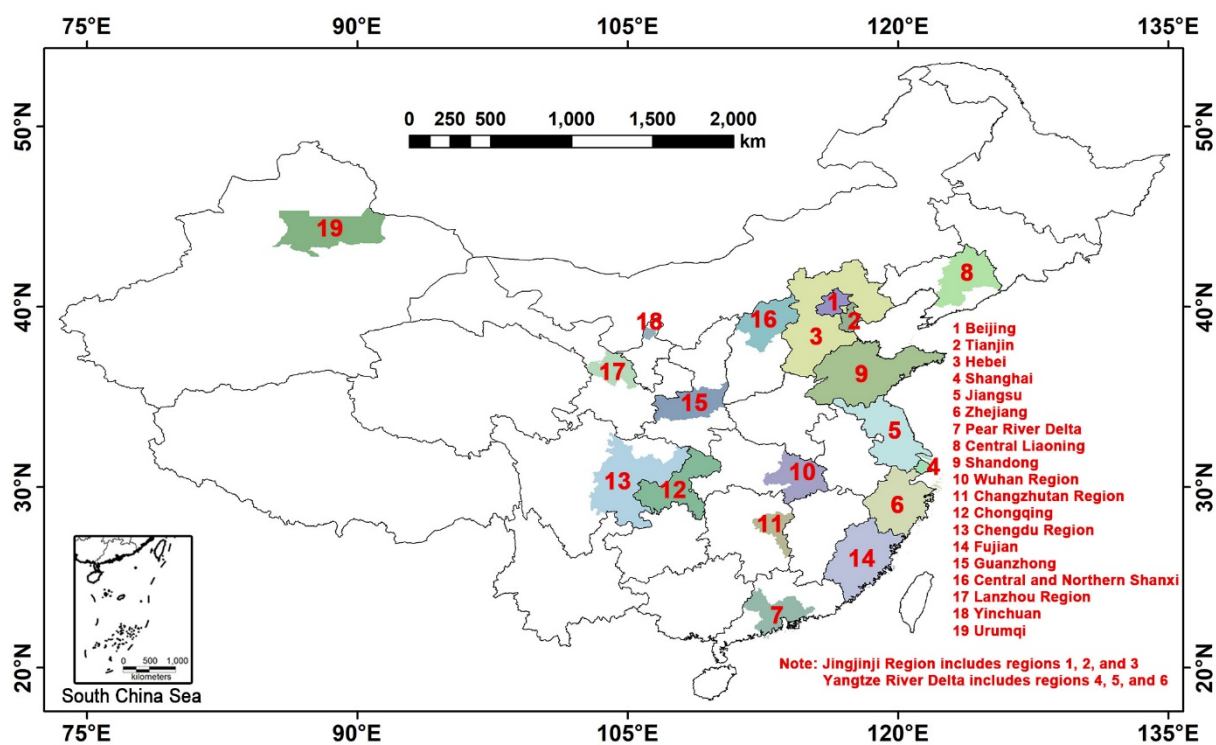 75°E 90°E 105°E 120°E 135°E
50°N 50°N
0 250 500 1,000 1,500 2,000
km
19
8
40°N 40°N
1
18 16 2
3
1 Beijing
2 Tianjin
3 Hebei
4 Shanghai
5 Jiangsu
6 Zhejiang
7 Pear River Delta
8 Central Liaoning
9 Shandong
10 Wuhan Region
11 Changzhutan Region
12 Chongqing
13 Chengdu Region
14 Fujian
15 Guanzhong
16 Central and Northern Shanxi
17 Lanzhou Region
18 Yinchuan
19 Urumqi
17 9
15
5
4
30°N 30°N
13 12 10
6
11
14
7
0 500 1,000
kilometers
South China Sea
20°N 20°N
Note: Jingjinji Region includes regions 1, 2, and 3
Yangtze River Delta includes regions 4, 5, and 6
75°E 90°E 105°E 120°E 135°E